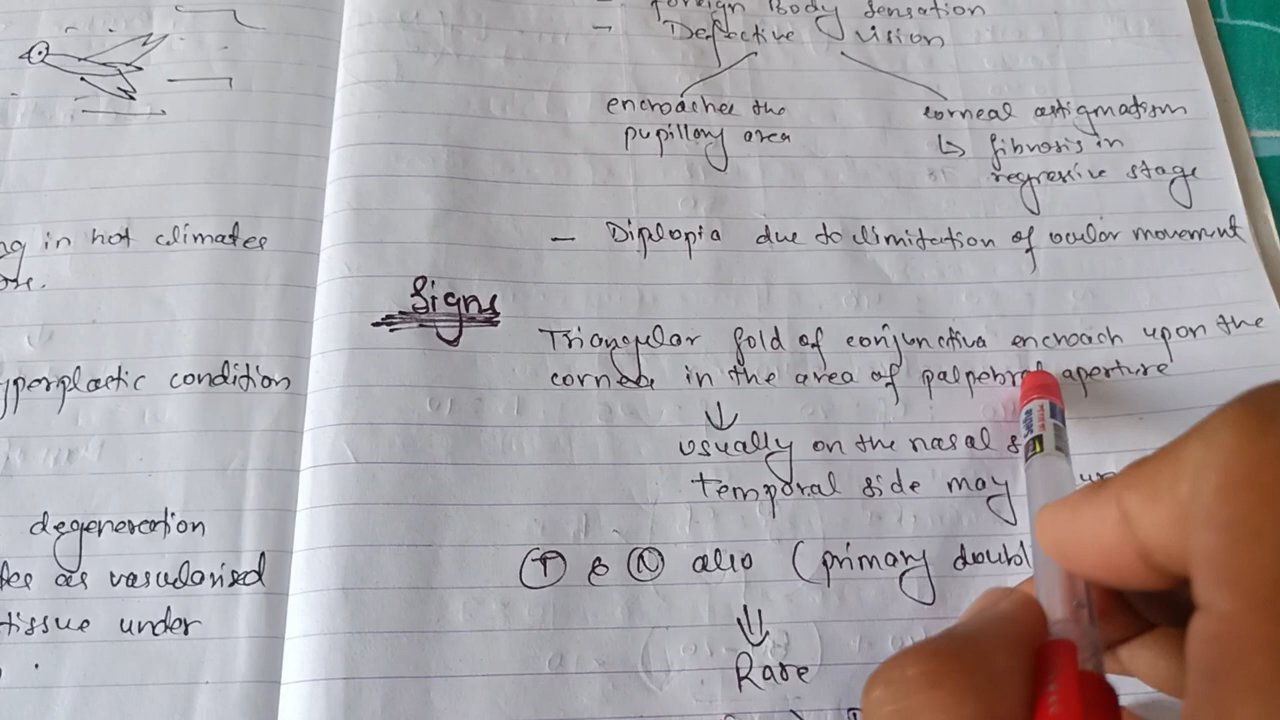 ng in hot climates
yperplastic condition
degeneration
as vascularised
tissue under
foreign Body sensation
- Defective vision
encroaches the
pupillary area
corneal astigmatism
↳ fibrosis in
regressive stage
- Diplopia due to limitation of ocular movement
Signs
Triangular fold of conjunctiva encroach upon the
cornea in the area of palpebral aperture
↓
usually on the nasal s
temporal side may
(T) & (N) also (primary doubl
⇓
Rare